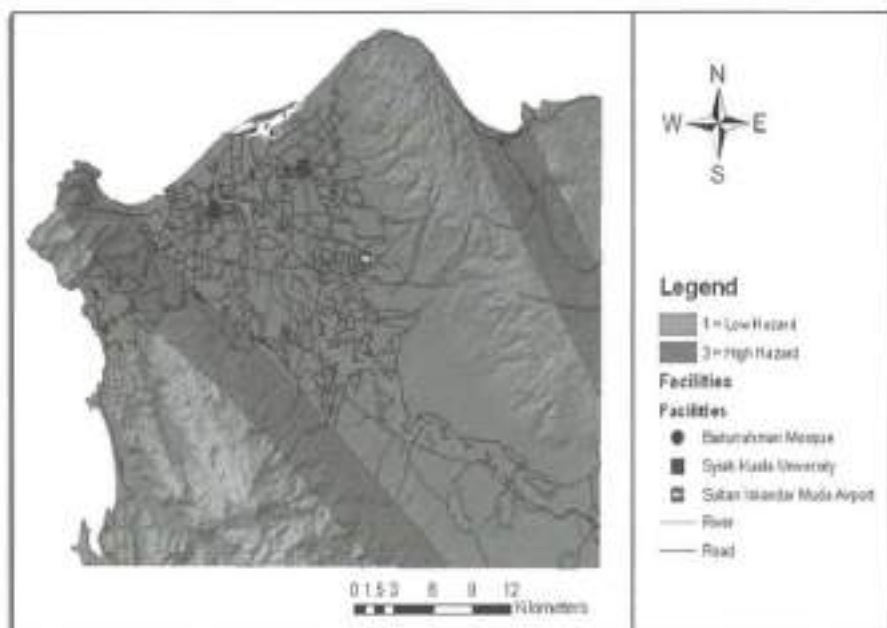 N
W E
S
Legend
1 = Low Hazard
3 = High Hazard
Facilities
Facilities
Baiturrahman Mosque
Syiah Kuala University
Sultan Iskandar Muda Airport
River
Road
0 1.5 3 6 9 12
Kilometers